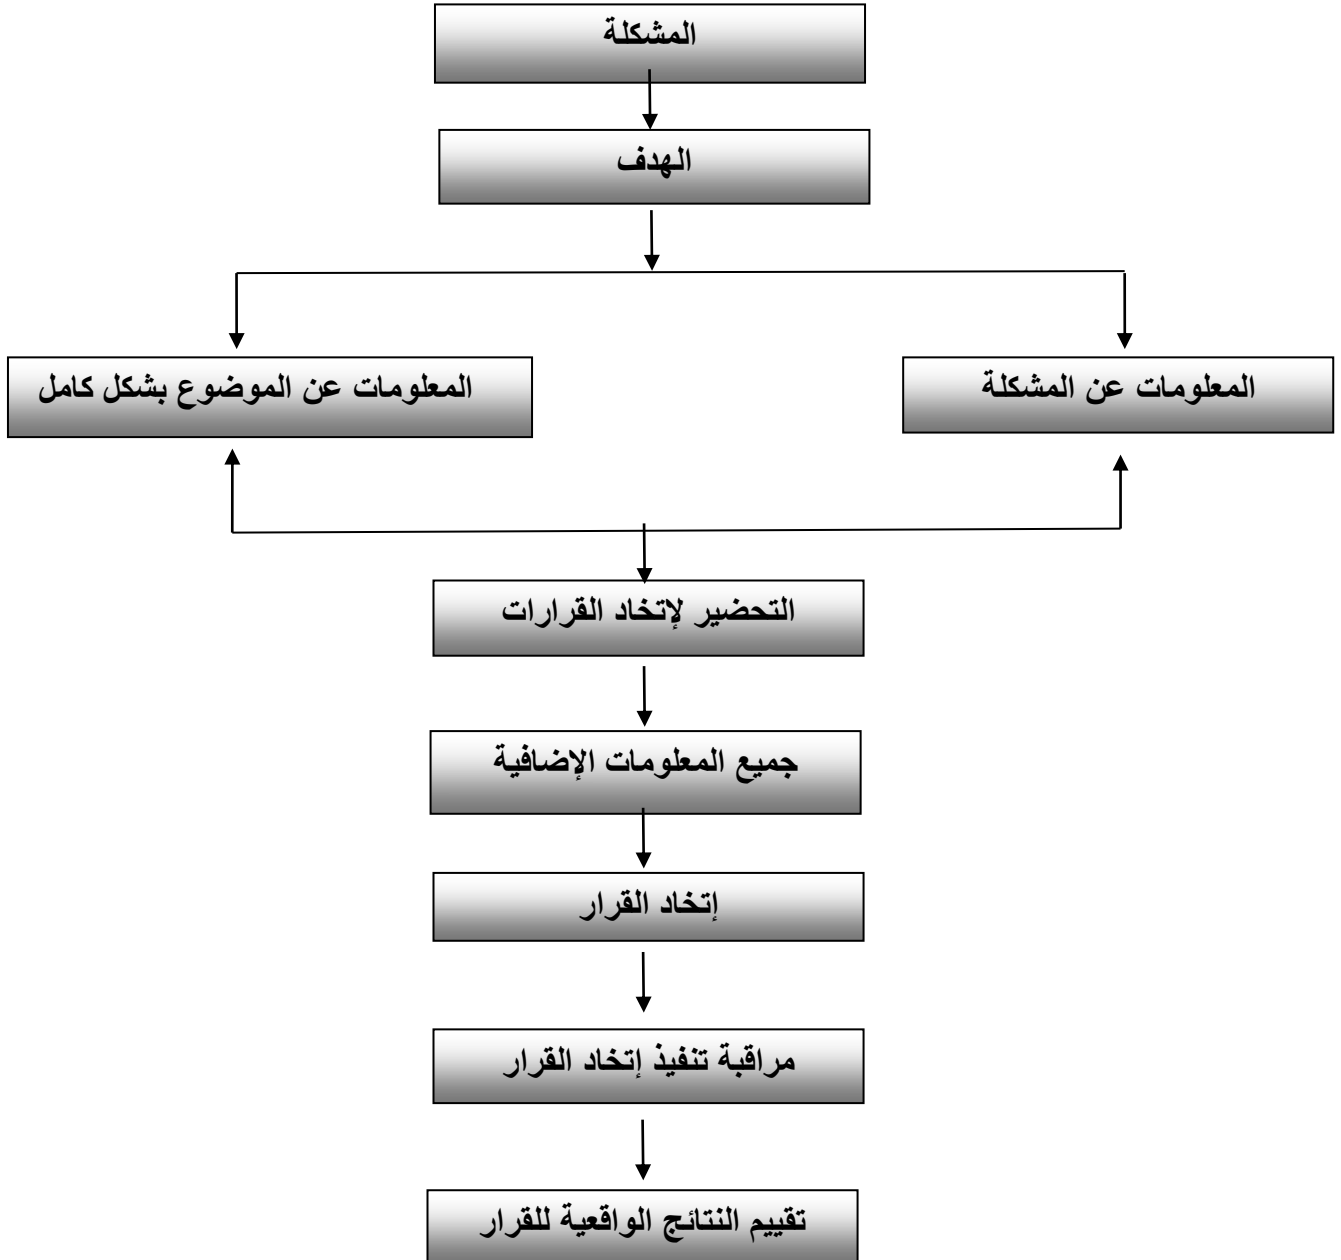 المشكلة
الهدف
المعلومات عن المشكلة
المعلومات عن الموضوع بشكل كامل
التحضير لإتخاد القرارات
جميع المعلومات الإضافية
إتخاد القرار
مراقبة تنفيذ إتخاد القرار
تقييم النتائج الواقعية للقرار